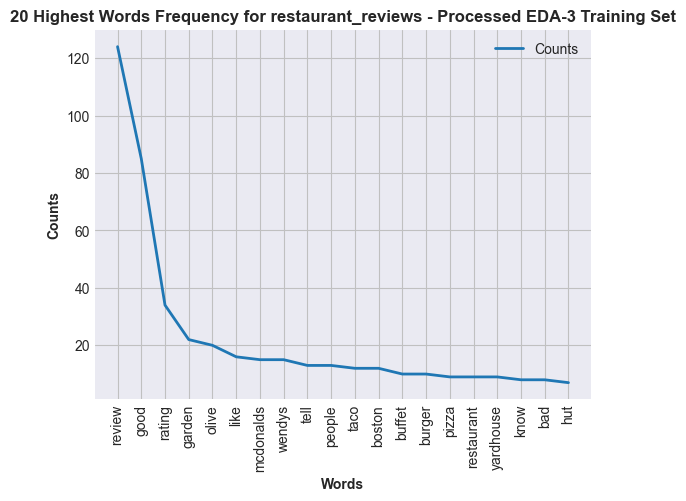 20 Highest Words Frequency for restaurant_reviews - Processed EDA-3 Training Set
Counts
120
100
80
60
40
20
Counts
review
good
rating
garden
olive
like
mcdonalds
wendys
tell
people
taco
boston
buffet
burger
pizza
restaurant
yardhouse
know
bad
hut
Words